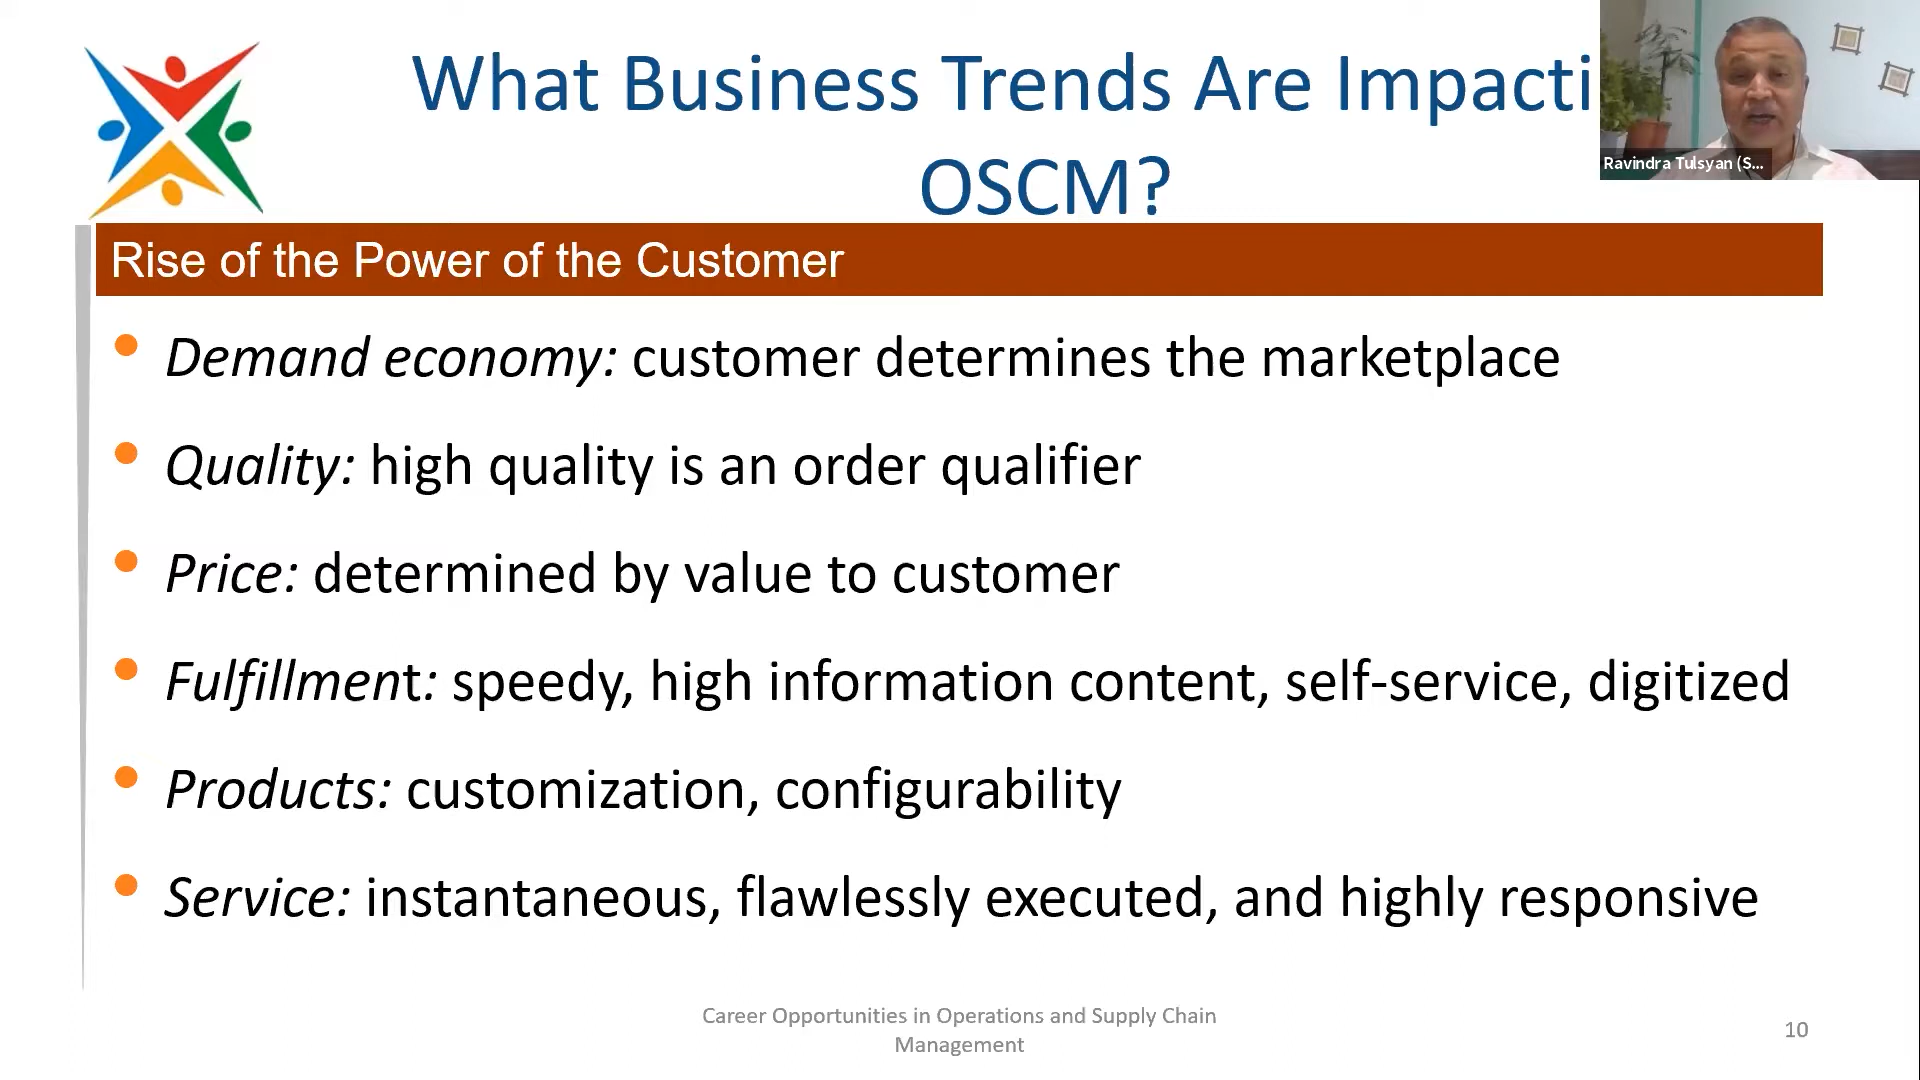 What Business Trends Are Impacti
OSCM?
Ravindra Tulsyan (S...
Rise of the Power of the Customer
• Demand economy: customer determines the marketplace
• Quality: high quality is an order qualifier
• Price: determined by value to customer
• Fulfillment: speedy, high information content, self-service, digitized
• Products: customization, configurability
• Service: instantaneous, flawlessly executed, and highly responsive
Career Opportunities in Operations and Supply Chain
Management
10